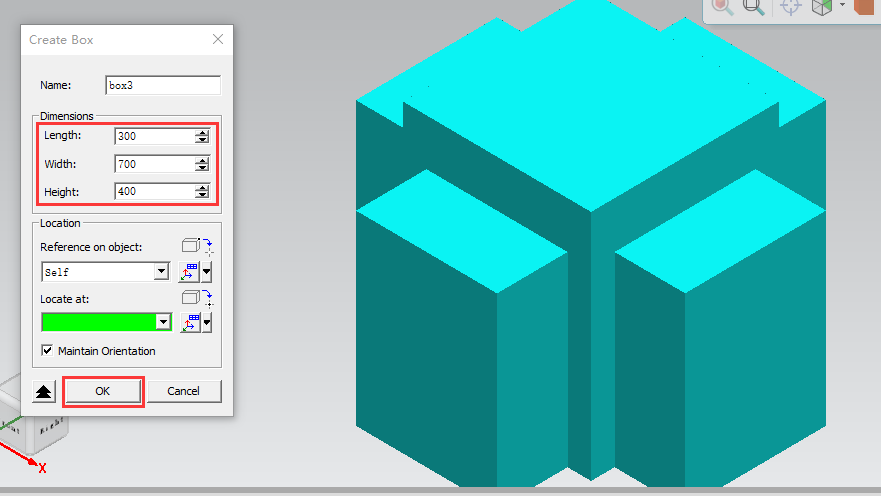 Create Box
Name: box3
Dimensions
Length: 300
Width: 700
Height: 400
Location
Reference on object:
Self
Locate at:
Maintain Orientation
OK Cancel
Right
X